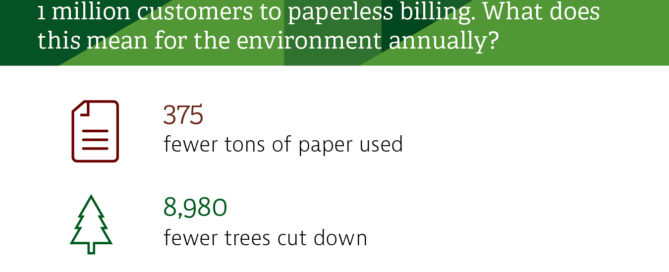 1 million customers to paperless billing. What does
this mean for the environment annually?
375
fewer tons of paper used
8,980
fewer trees cut down